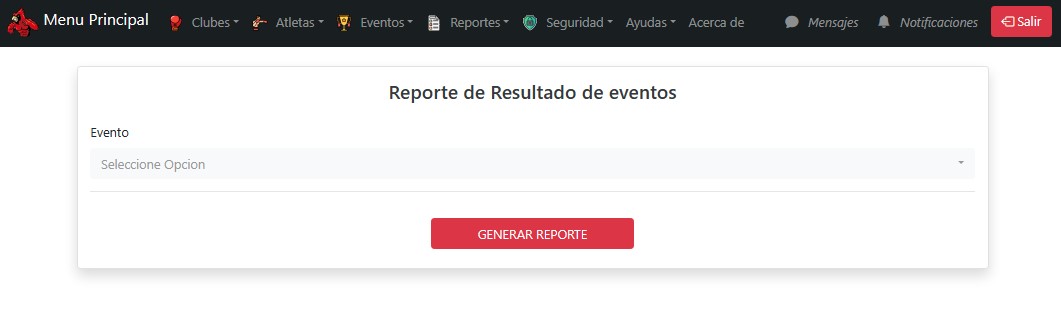 Menu Principal Clubes Atletas Eventos Reportes Seguridad Ayudas Acerca de Mensajes Notificaciones Salir
Reporte de Resultado de eventos
Evento
Seleccione Opcion
GENERAR REPORTE